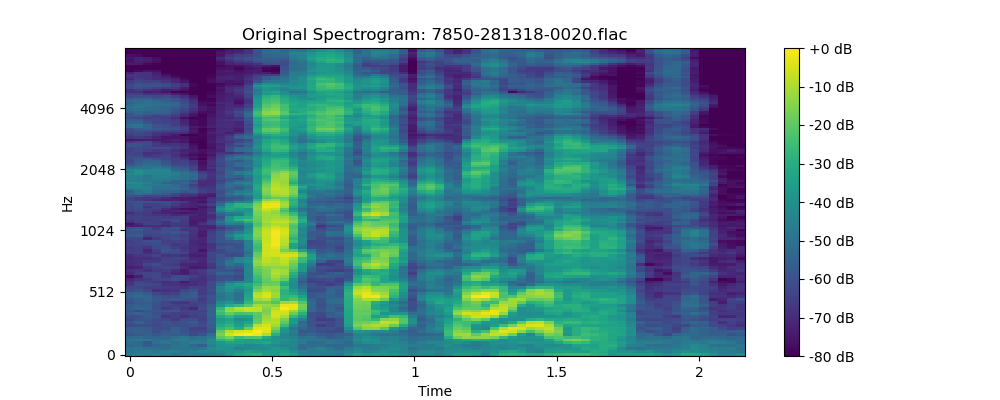 Original Spectrogram: 7850-281318-0020.flac
Hz
4096
2048
1024
512
0
0
0.5
1
1.5
2
Time
+0 dB
-10 dB
-20 dB
-30 dB
-40 dB
-50 dB
-60 dB
-70 dB
-80 dB